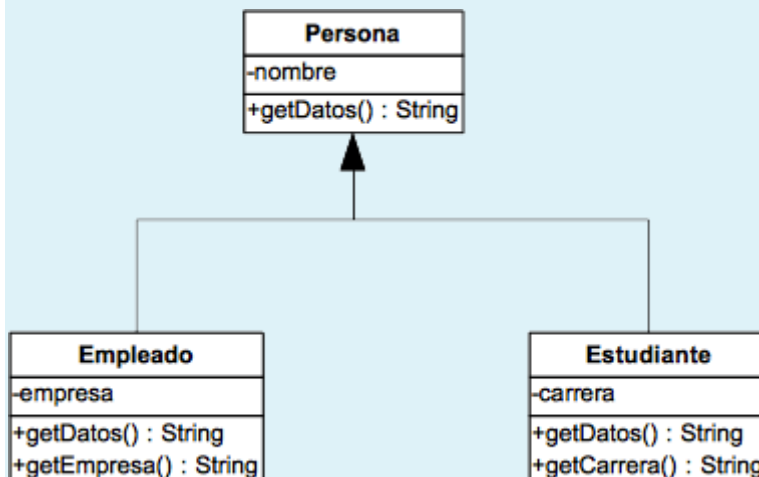 Persona
-nombre
+getDatos() : String
Empleado
-empresa
+getDatos() : String
+getEmpresa() : String
Estudiante
-carrera
+getDatos() : String
+getCarrera() : String